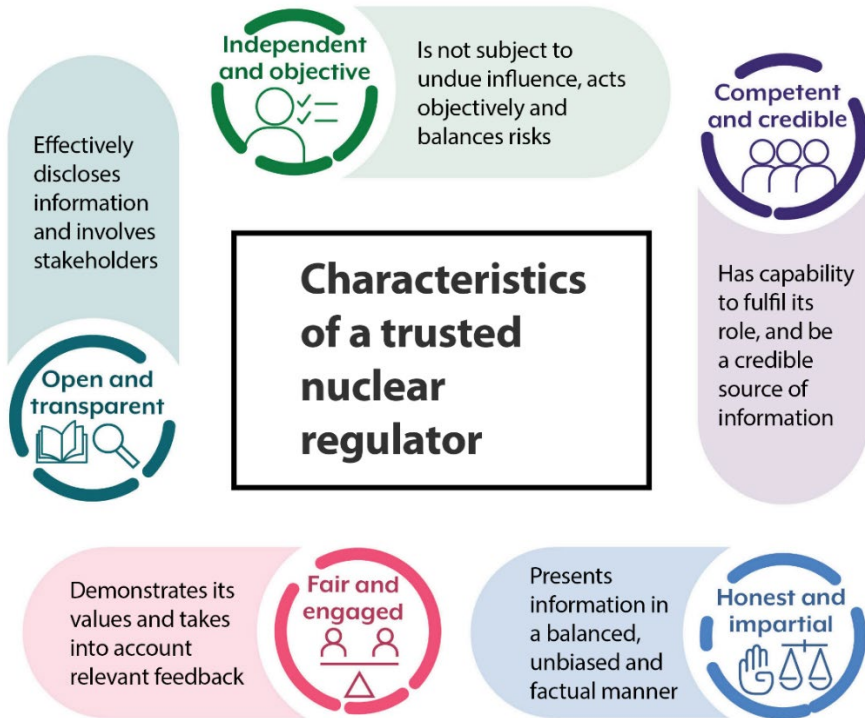 Independent
and objective
Is not subject to
undue influence, acts
objectively and
balances risks
Competent
and credible
Has capability
to fulfil its
role, and be
a credible
source of
information
Effectively
discloses
information
and involves
stakeholders
Open and
transparent
Characteristics
of a trusted
nuclear
regulator
Demonstrates its
values and takes
into account
relevant feedback
Fair and
engaged
Presents
information in
a balanced,
unbiased and
factual manner
Honest and
impartial